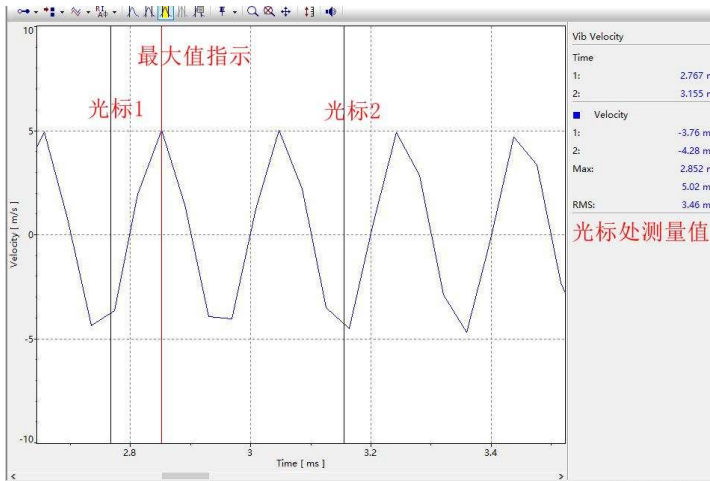 最大值指示
光标1
光标2
10
5
0
-5
-10
Velocity [ m/s ]
2.8
3
3.2
3.4
Time [ ms ]
Vib Velocity
Time
1: 2.767
2: 3.155
Velocity
1: -3.76
2: -4.28
Max: 2.852
5.02
RMS: 3.46
光标处测量值